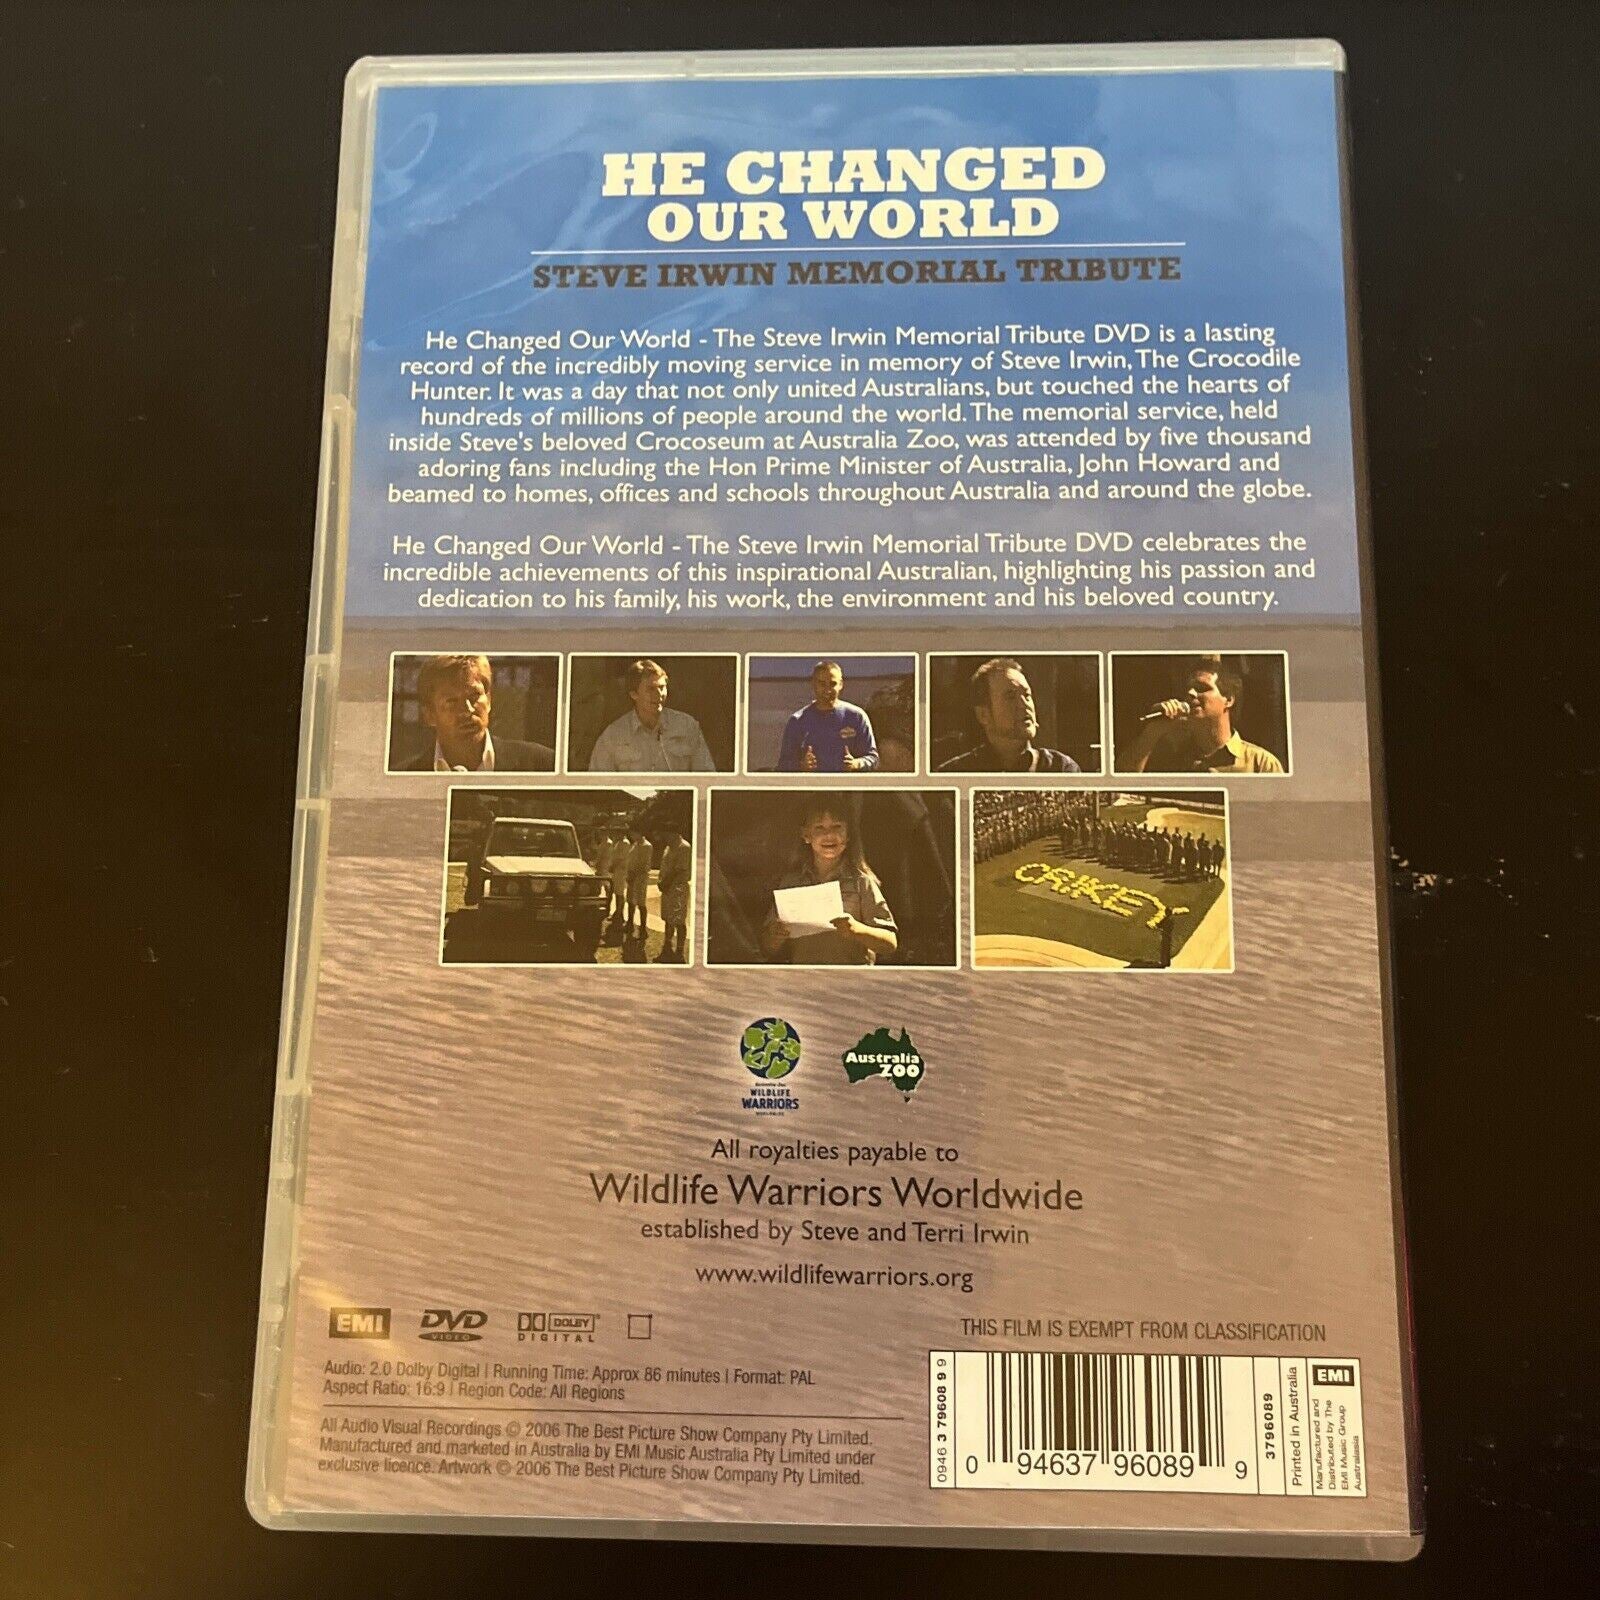 HE CHANGED
OUR WORLD
STEVE IRWIN MEMORIAL TRIBUTE
He Changed Our World - The Steve Irwin Memorial Tribute DVD is a lasting
record of the incredibly moving service in memory of Steve Irwin, The Crocodile
Hunter. It was a day that not only united Australians, but touched the hearts of
hundreds of millions of people around the world. The memorial service, held
inside Steve's beloved Crocoseum at Australia Zoo, was attended by five thousand
adoring fans including the Hon Prime Minister of Australia, John Howard and
beamed to homes, offices and schools throughout Australia and around the globe.
He Changed Our World - The Steve Irwin Memorial Tribute DVD celebrates the
incredible achievements of this inspirational Australian, highlighting his passion and
dedication to his family, his work, the environment and his beloved country.
CRIKEY
Australia Zoo
WILDLIFE
WARRIORS
WORLDWIDE
Australia
ZOO
All royalties payable to
Wildlife Warriors Worldwide
established by Steve and Terri Irwin
www.wildlifewarriors.org
EMI
DVD
VIDEO
DOLBY
DIGITAL
THIS FILM IS EXEMPT FROM CLASSIFICATION
Audio: 2.0 Dolby Digital | Running Time: Approx 86 minutes | Format: PAL
Aspect Ratio: 16:9 | Region Code: All Regions
All Audio Visual Recordings © 2006 The Best Picture Show Company Pty Limited.
Manufactured and marketed in Australia by EMI Music Australia Pty Limited under
exclusive licence. Artwork © 2006 The Best Picture Show Company Pty Limited.
0946 3 79608 9 9
0 94637 96089 9
3796089
Printed in Australia
EMI
Manufactured and
Distributed by The
EMI Music Group
Australasia